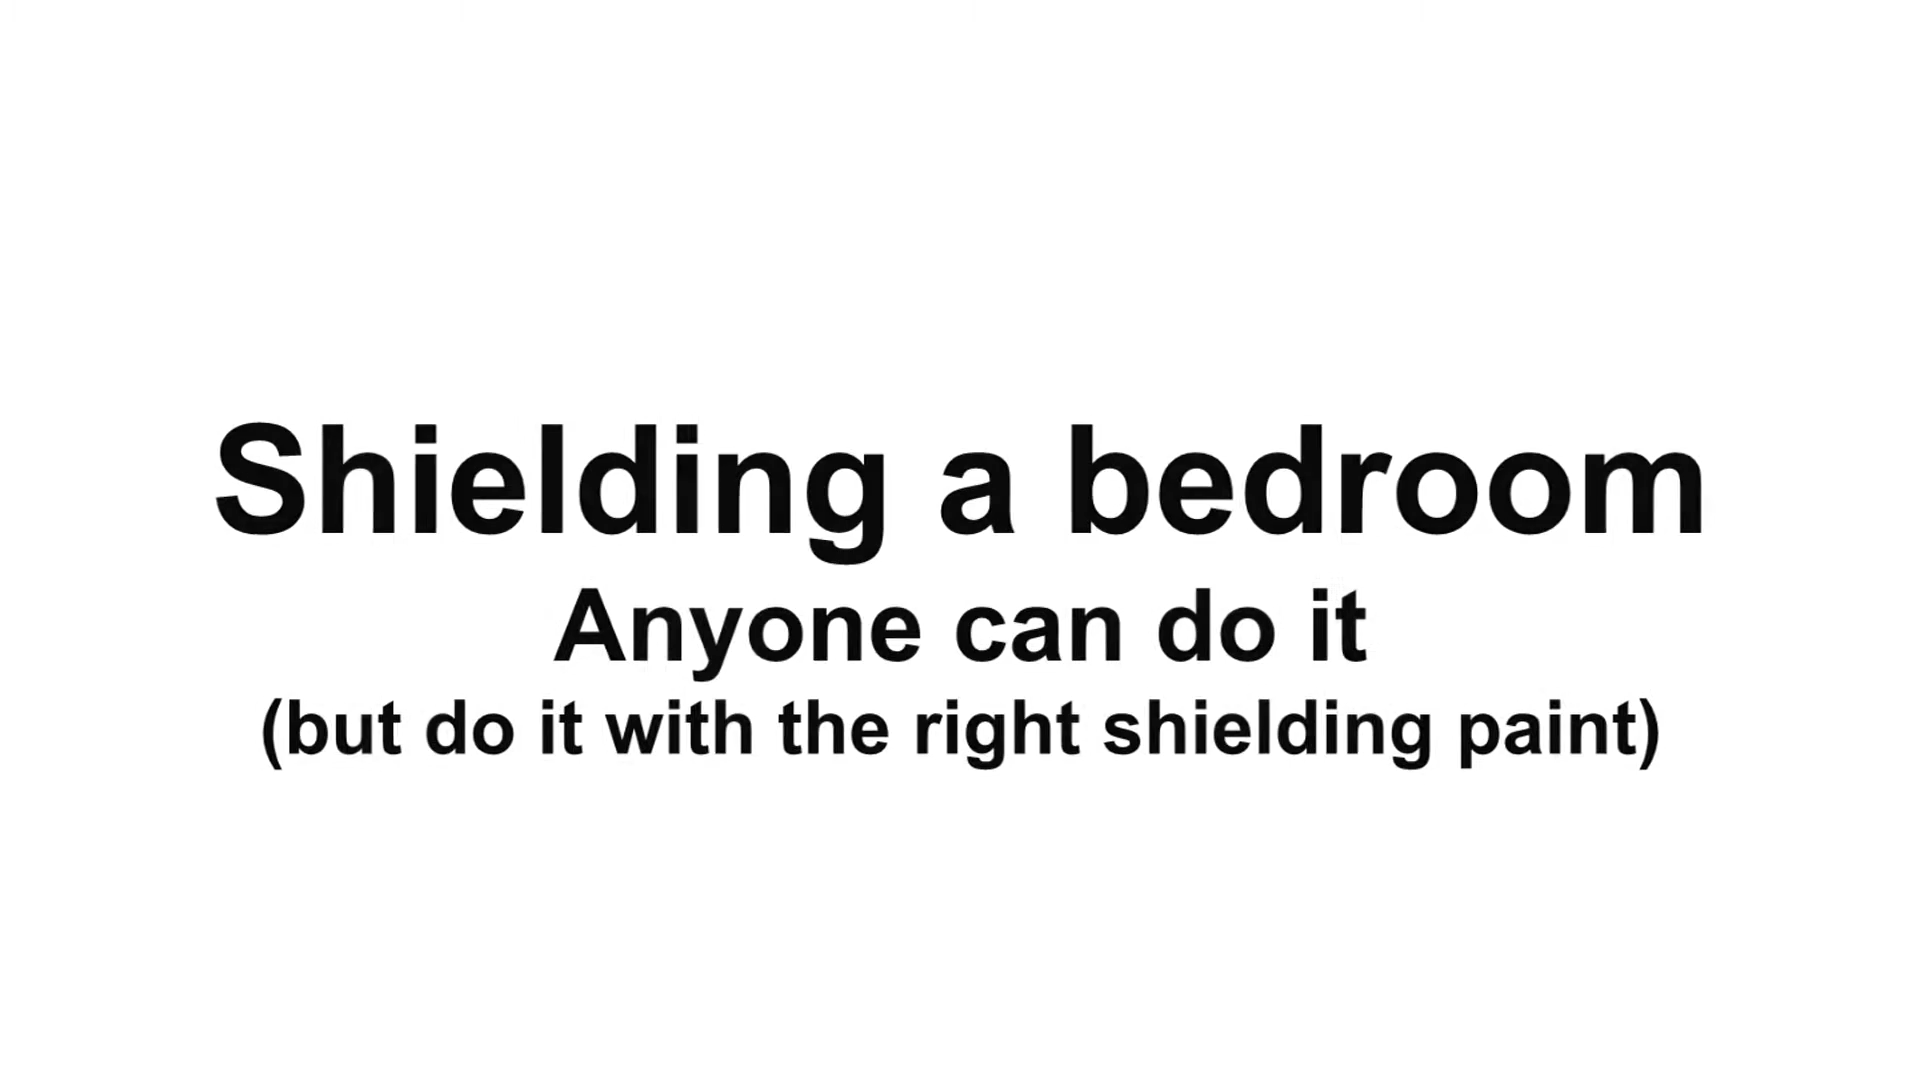 Shielding a bedroom
Anyone can do it
(but do it with the right shielding paint)